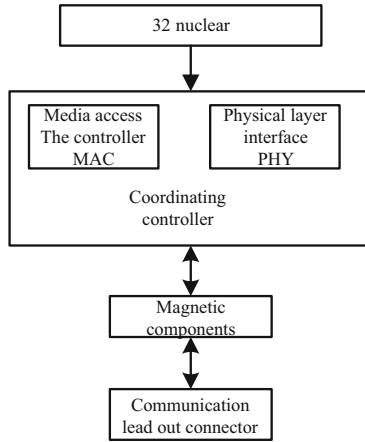 32 nuclear
Media access
The controller
MAC
Physical layer
interface
PHY
Coordinating
controller
Magnetic
components
Communication
lead out connector